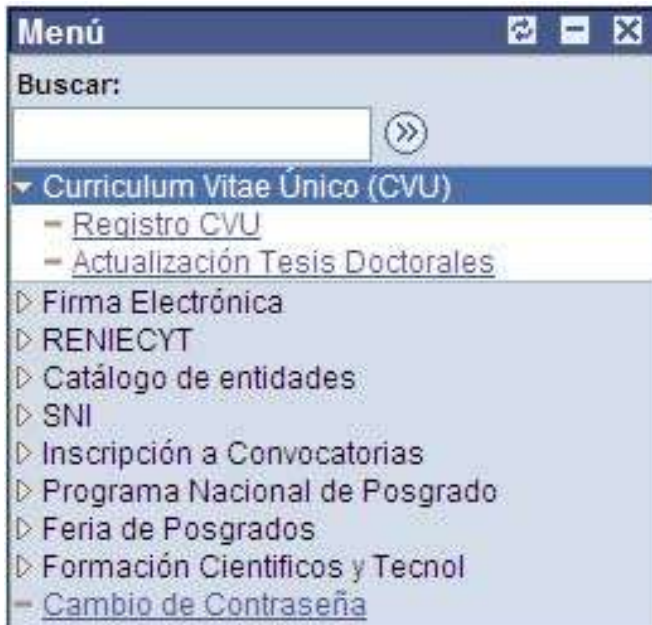 Menú
Buscar:
Curriculum Vitae Único (CVU)
Registro CVU
Actualización Tesis Doctorales
Firma Electrónica
RENIECYT
Catálogo de entidades
SNI
Inscripción a Convocatorias
Programa Nacional de Posgrado
Feria de Posgrados
Formación Cientificos y Tecnol
Cambio de Contraseña